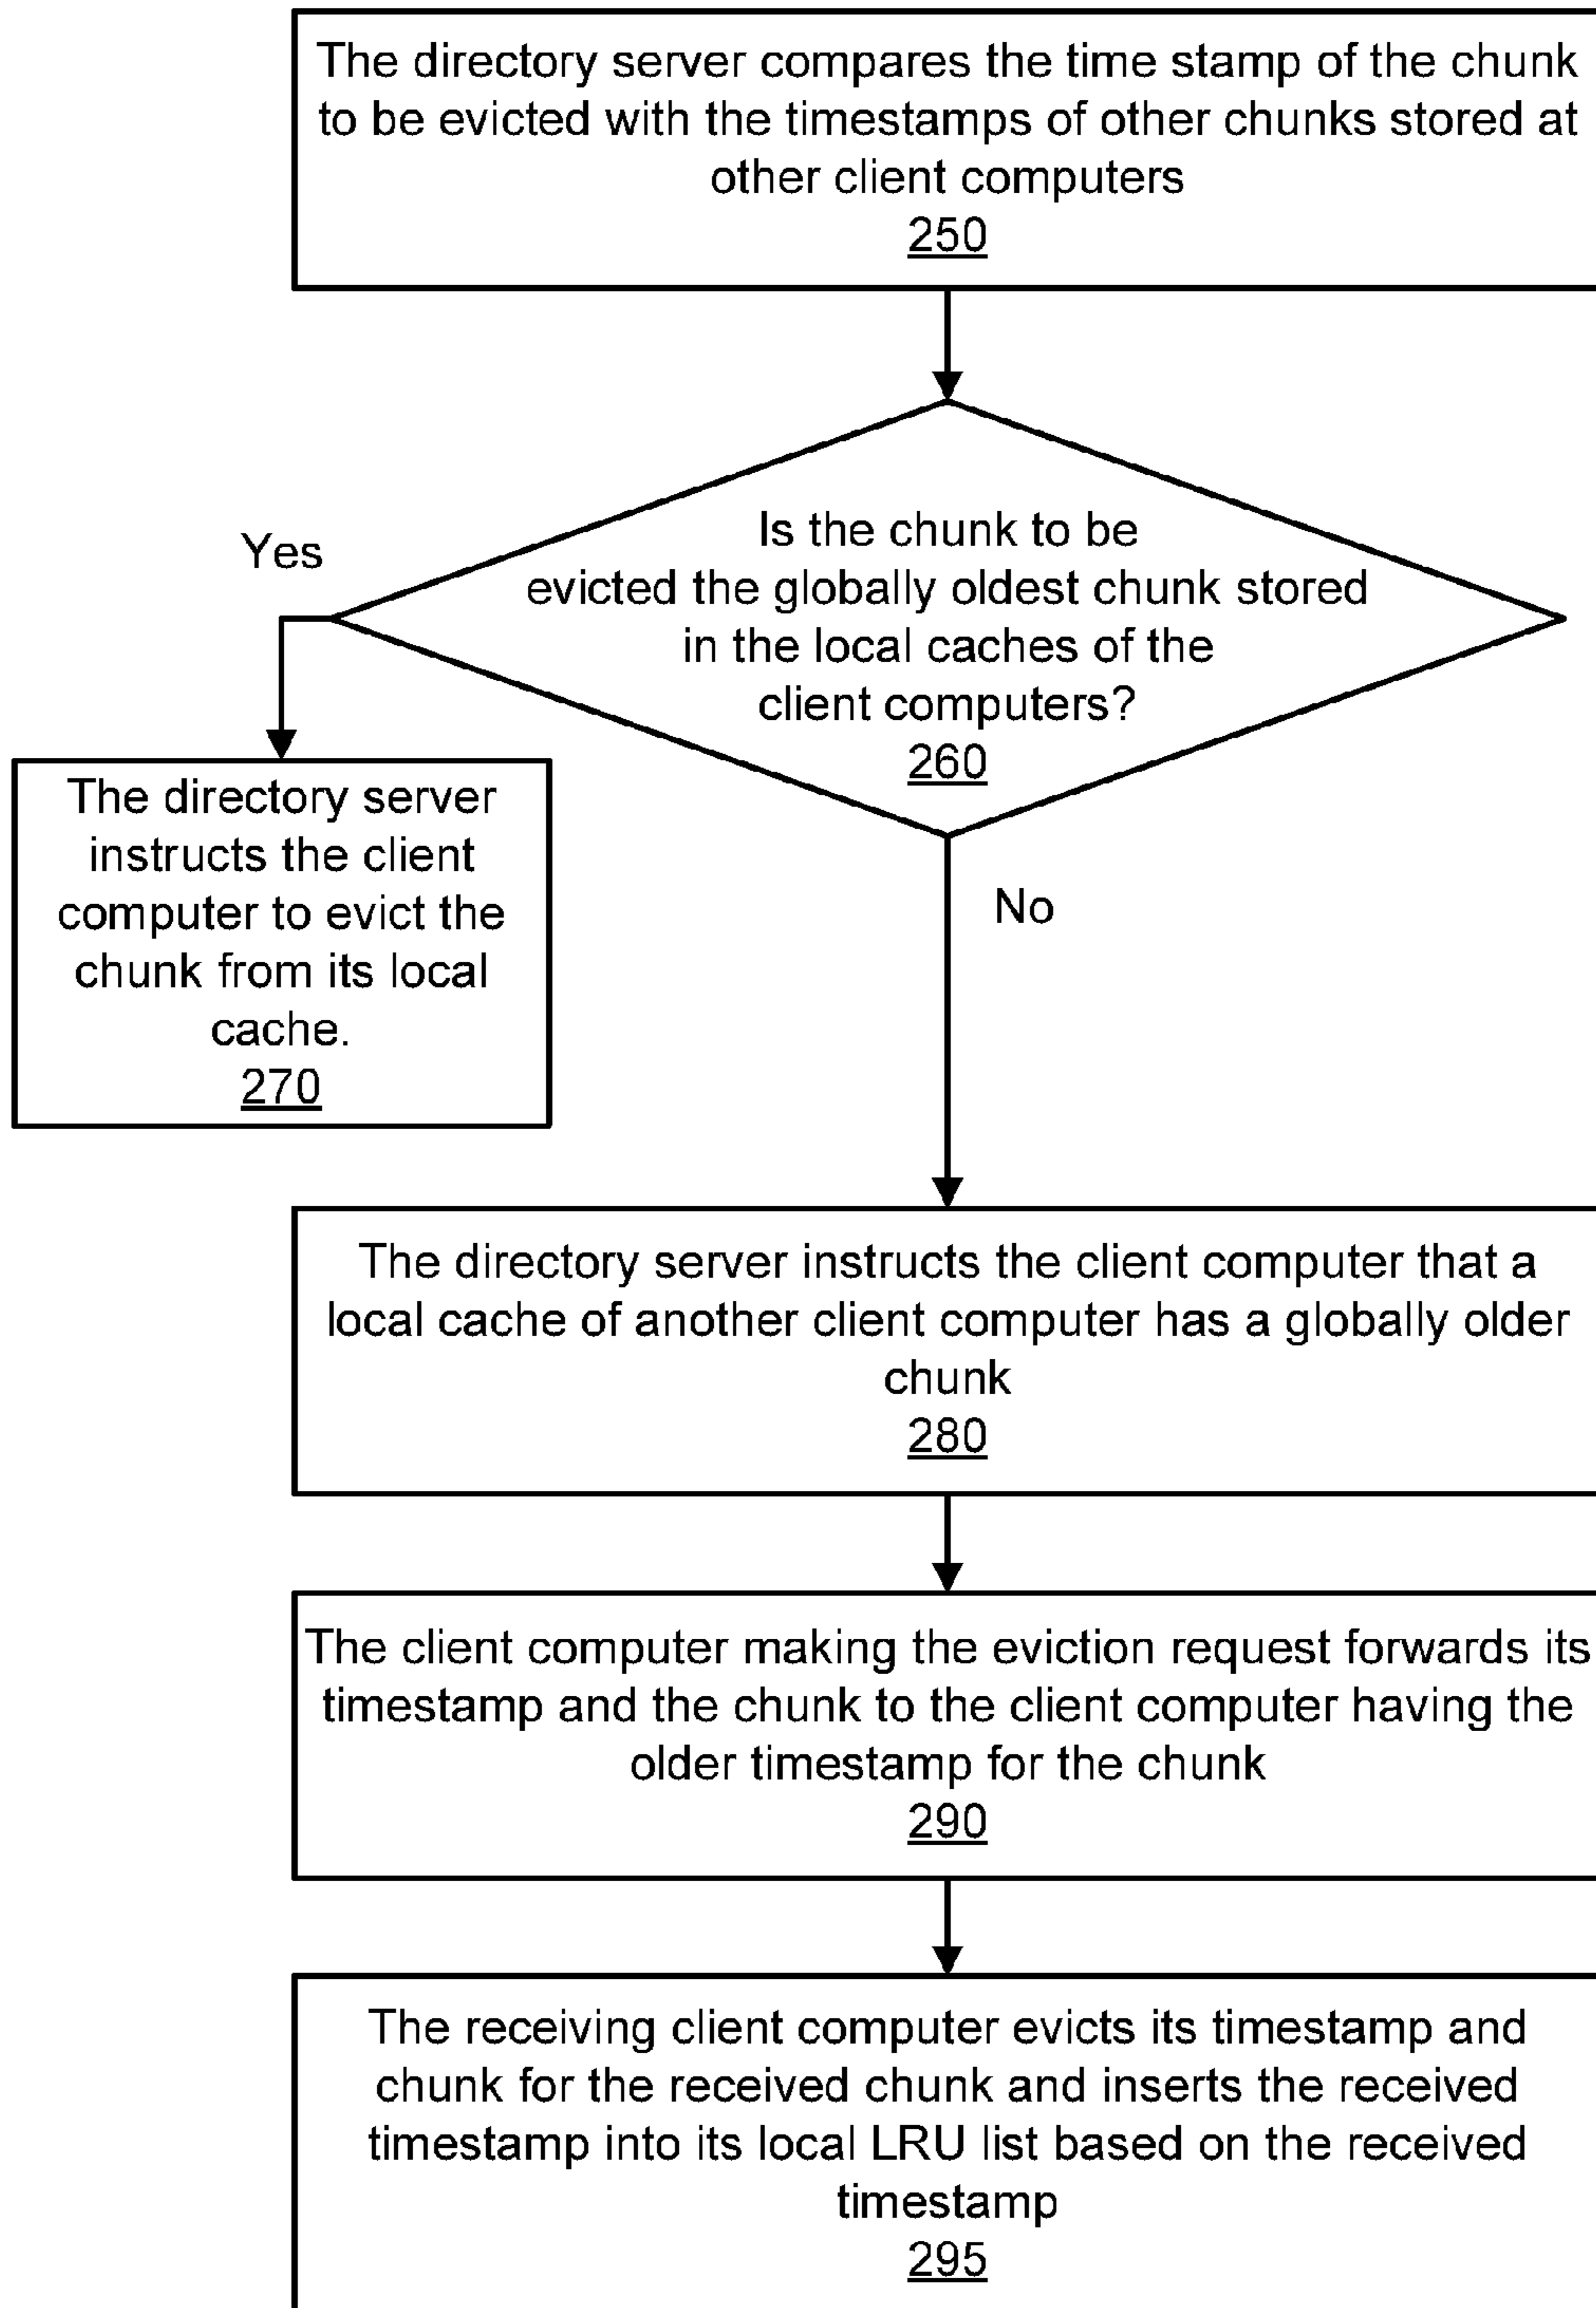 The directory server compares the time stamp of the chunk
to be evicted with the timestamps of other chunks stored at
other client computers
250
Is the chunk to be
evicted the globally oldest chunk stored
in the local caches of the
client computers?
260
Yes
The directory server
instructs the client
computer to evict the
chunk from its local
cache.
270
No
The directory server instructs the client computer that a
local cache of another client computer has a globally older
chunk
280
The client computer making the eviction request forwards its
timestamp and the chunk to the client computer having the
older timestamp for the chunk
290
The receiving client computer evicts its timestamp and
chunk for the received chunk and inserts the received
timestamp into its local LRU list based on the received
timestamp
295